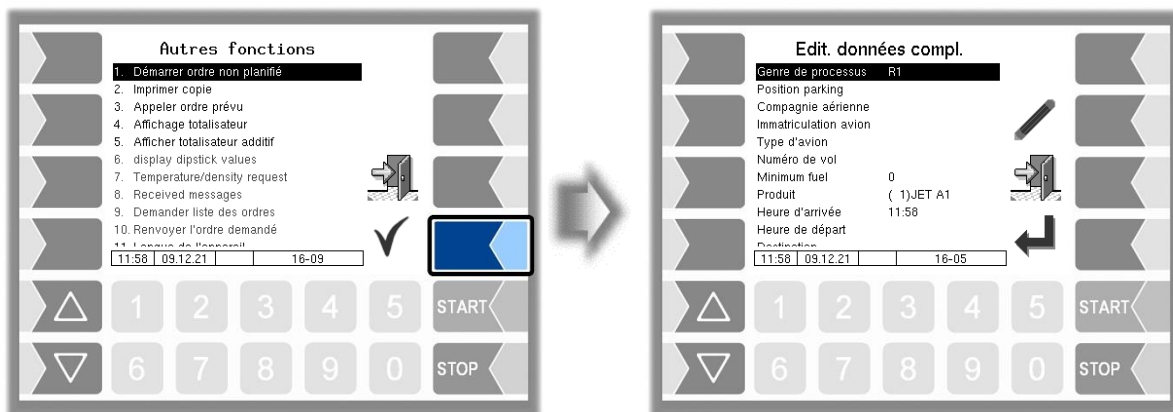 Autres fonctions
1. Démarrer ordre non planifié
2. Imprimer copie
3. Appeler ordre prévu
4. Affichage totalisateur
5. Afficher totalisateur additif
6. display dipstick values
7. Temperature/density request
8. Received messages
9. Demander liste des ordres
10. Renvoyer l'ordre demandé
11. Langue de l'appareil
11:58 09.12.21 16-09
1 2 3 4 5 START
6 7 8 9 0 STOP
Edit. données compl.
Genre de processus R1
Position parking
Compagnie aérienne
Immatriculation avion
Type d'avion
Numéro de vol
Minimum fuel 0
Produit ( 1)JET A1
Heure d'arrivée 11:58
Heure de départ
Destination
11:58 09.12.21 16-05
1 2 3 4 5 START
6 7 8 9 0 STOP